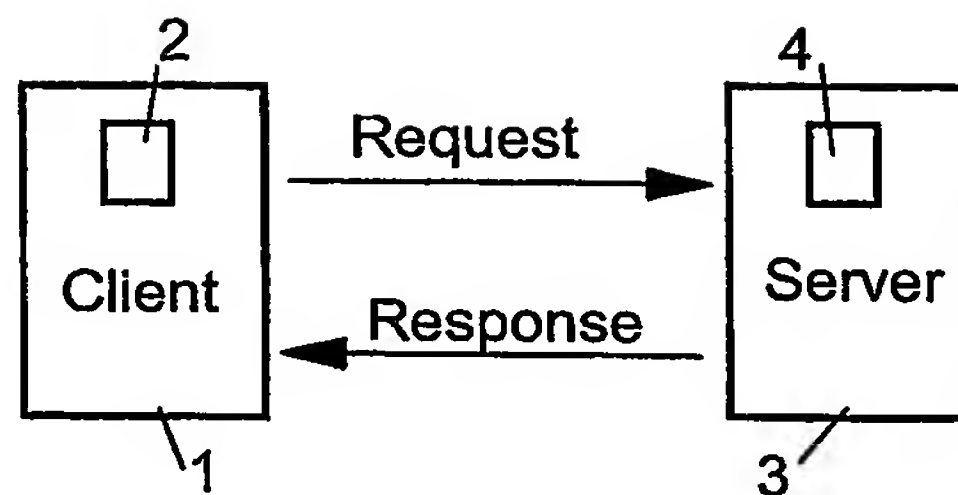 2
4
Request
Client
Server
Response
1
3